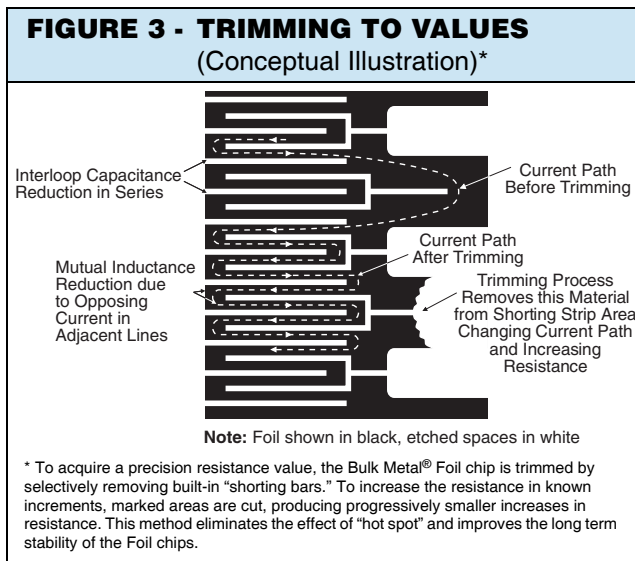 FIGURE 3 - TRIMMING TO VALUES
(Conceptual Illustration)*
Interloop Capacitance
Reduction in Series
Current Path
Before Trimming
Current Path
After Trimming
Mutual Inductance
Reduction due
to Opposing
Current in
Adjacent Lines
Trimming Process
Removes this Material
from Shorting Strip Area
Changing Current Path
and Increasing
Resistance
Note: Foil shown in black, etched spaces in white
* To acquire a precision resistance value, the Bulk Metal® Foil chip is trimmed by
selectively removing built-in “shorting bars.” To increase the resistance in known
increments, marked areas are cut, producing progressively smaller increases in
resistance. This method eliminates the effect of “hot spot” and improves the long term
stability of the Foil chips.